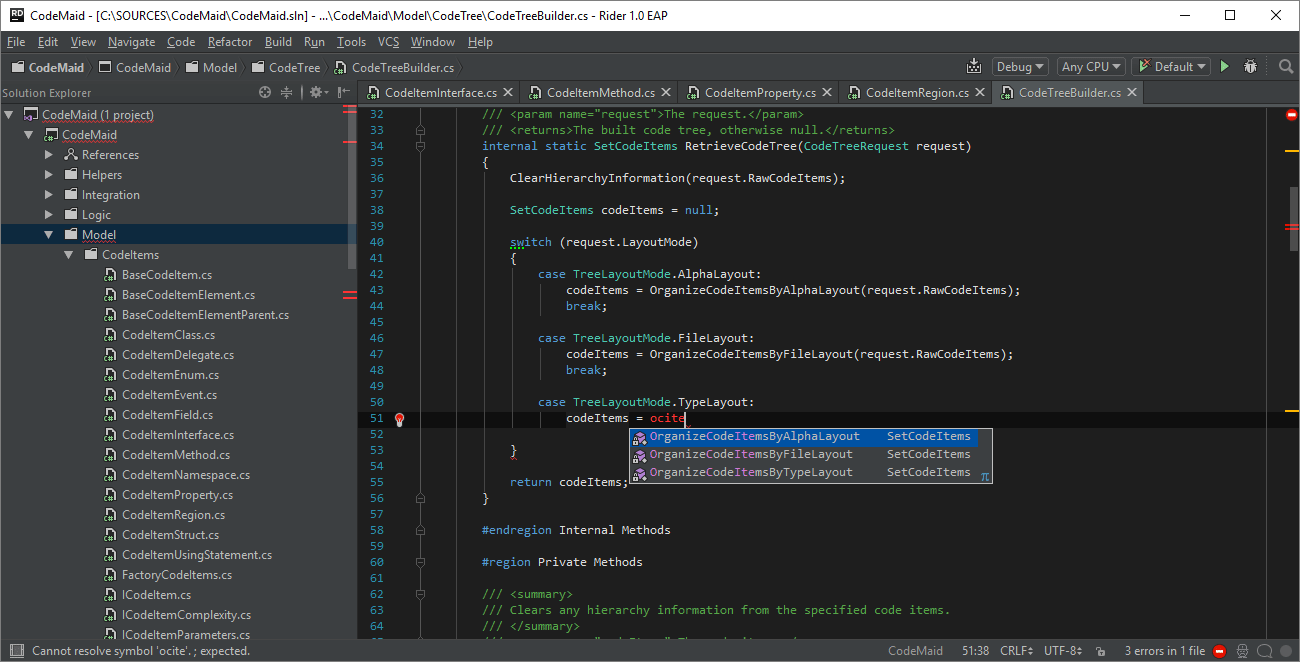 CodeMaid - [C:\SOURCES\CodeMaid\CodeMaid.sln] - ...\CodeMaid\Model\CodeTree\CodeTreeBuilder.cs - Rider 1.0 EAP
File Edit View Navigate Code Refactor Build Run Tools VCS Window Help
CodeMaid CodeMaid Model CodeTree CodeTreeBuilder.cs Debug Any CPU Default
Solution Explorer
CodeMaid (1 project)
CodeMaid
References
Helpers
Integration
Logic
Model
CodeItems
BaseCodeItem.cs
BaseCodeItemElement.cs
BaseCodeItemElementParent.cs
CodeItemClass.cs
CodeItemDelegate.cs
CodeItemEnum.cs
CodeItemEvent.cs
CodeItemField.cs
CodeItemInterface.cs
CodeItemMethod.cs
CodeItemNamespace.cs
CodeItemProperty.cs
CodeItemRegion.cs
CodeItemStruct.cs
CodeItemUsingStatement.cs
FactoryCodeItems.cs
ICodeItem.cs
ICodeItemComplexity.cs
ICodeItemParameters.cs
CodeItemInterface.cs CodeItemMethod.cs CodeItemProperty.cs CodeItemRegion.cs CodeTreeBuilder.cs
32 /// <param name="request">The request.</param>
33 /// <returns>The built code tree, otherwise null.</returns>
34 internal static SetCodeItems RetrieveCodeTree(CodeTreeRequest request)
35 {
36 ClearHierarchyInformation(request.RawCodeItems);
37
38 SetCodeItems codeItems = null;
39
40 switch (request.LayoutMode)
41 {
42 case TreeLayoutMode.AlphaLayout:
43 codeItems = OrganizeCodeItemsByAlphaLayout(request.RawCodeItems);
44 break;
45
46 case TreeLayoutMode.FileLayout:
47 codeItems = OrganizeCodeItemsByFileLayout(request.RawCodeItems);
48 break;
49
50 case TreeLayoutMode.TypeLayout:
51 codeItems = ocite
OrganizeCodeItemsByAlphaLayout SetCodeItems
OrganizeCodeItemsByFileLayout SetCodeItems
OrganizeCodeItemsByTypeLayout SetCodeItems
π
52
53 }
54
55 return codeItems;
56 }
57
58 #endregion Internal Methods
59
60 #region Private Methods
61
62 /// <summary>
63 /// Clears any hierarchy information from the specified code items.
64 /// </summary>
Cannot resolve symbol 'ocite'. ; expected. CodeMaid 51:38 CRLF UTF-8 3 errors in 1 file